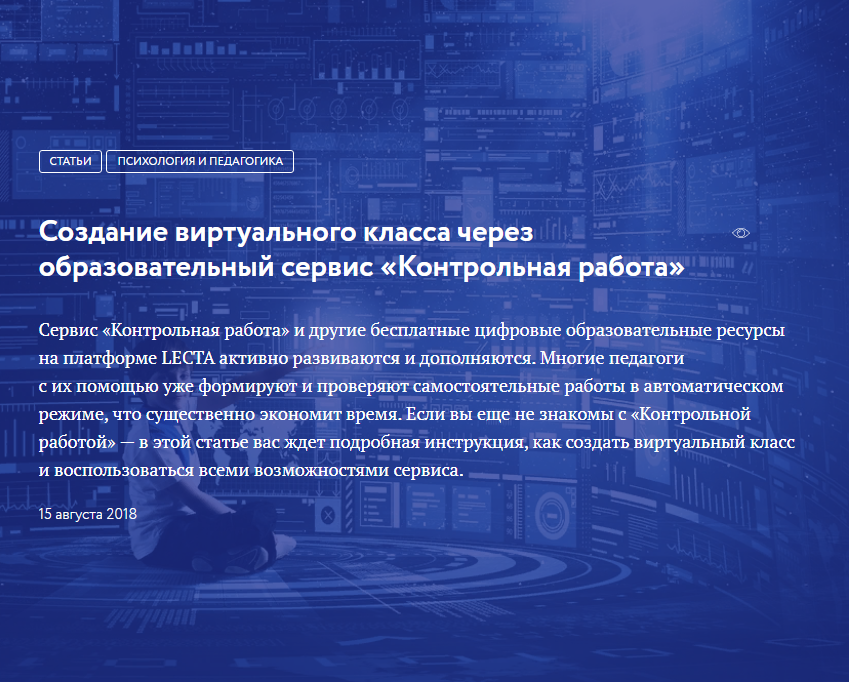 СТАТЬИ ПСИХОЛОГИЯ И ПЕДАГОГИКА
Создание виртуального класса через
образовательный сервис «Контрольная работа»
Сервис «Контрольная работа» и другие бесплатные цифровые образовательные ресурсы
на платформе LECTA активно развиваются и дополняются. Многие педагоги
с их помощью уже формируют и проверяют самостоятельные работы в автоматическом
режиме, что существенно экономит время. Если вы еще не знакомы с «Контрольной
работой» — в этой статье вас ждет подробная инструкция, как создать виртуальный класс
и воспользоваться всеми возможностями сервиса.
15 августа 2018